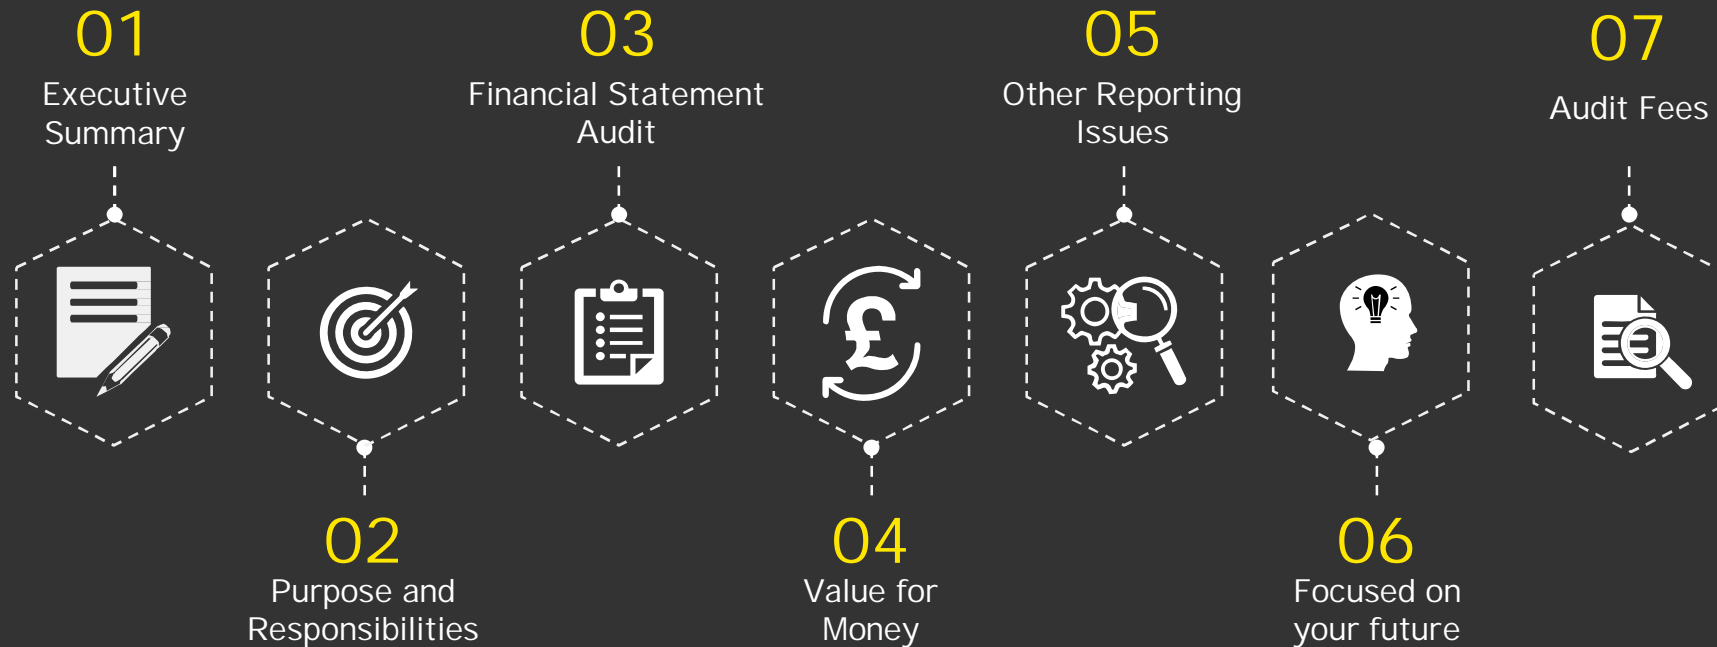 01
Executive
Summary
02
Purpose and
Responsibilities
03
Financial Statement
Audit
04
Value for
Money
05
Other Reporting
Issues
06
Focused on
your future
07
Audit Fees